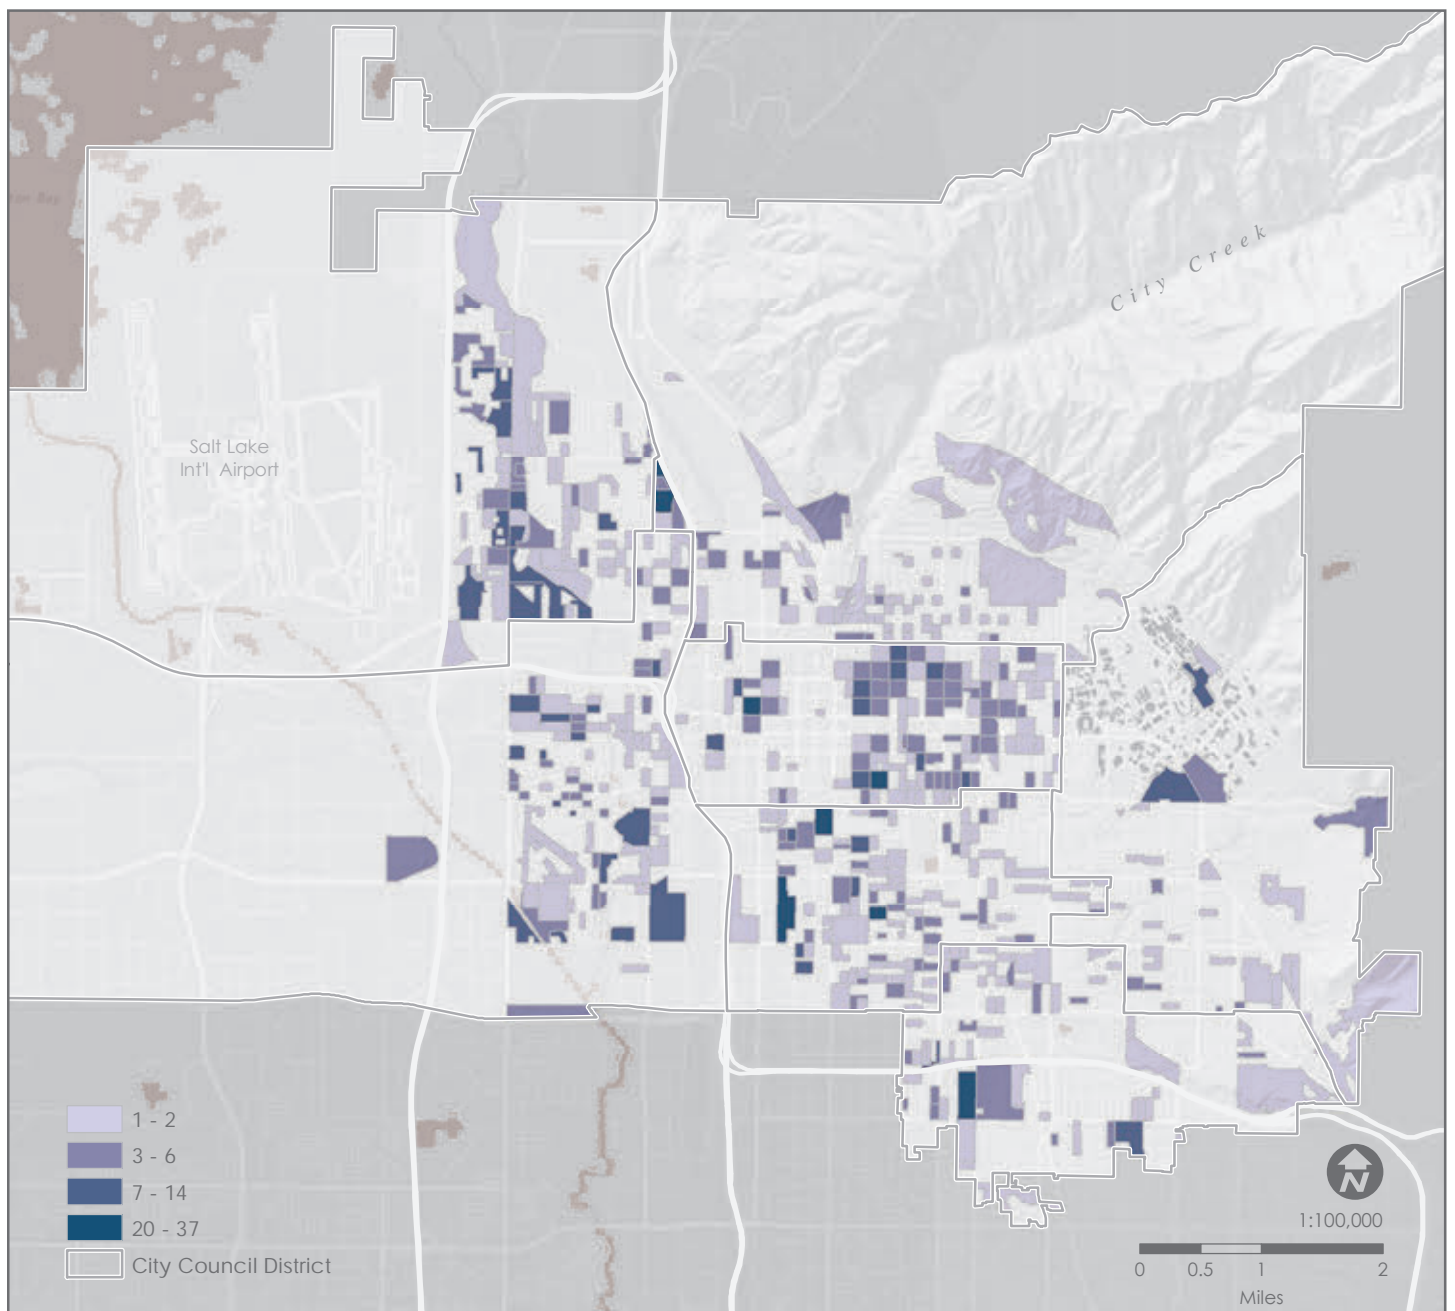 City Creek
Salt Lake
Int'l Airport
1 - 2
3 - 6
7 - 14
20 - 37
City Council District
N
1:100,000
0 0.5 1 2
Miles